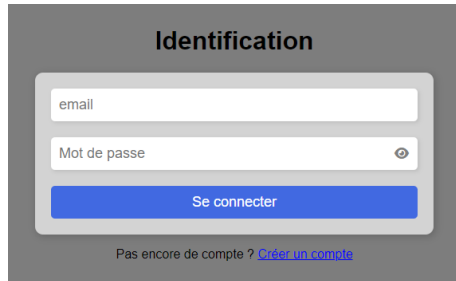 Identification
email
Mot de passe
Se connecter
Pas encore de compte ? Créer un compte